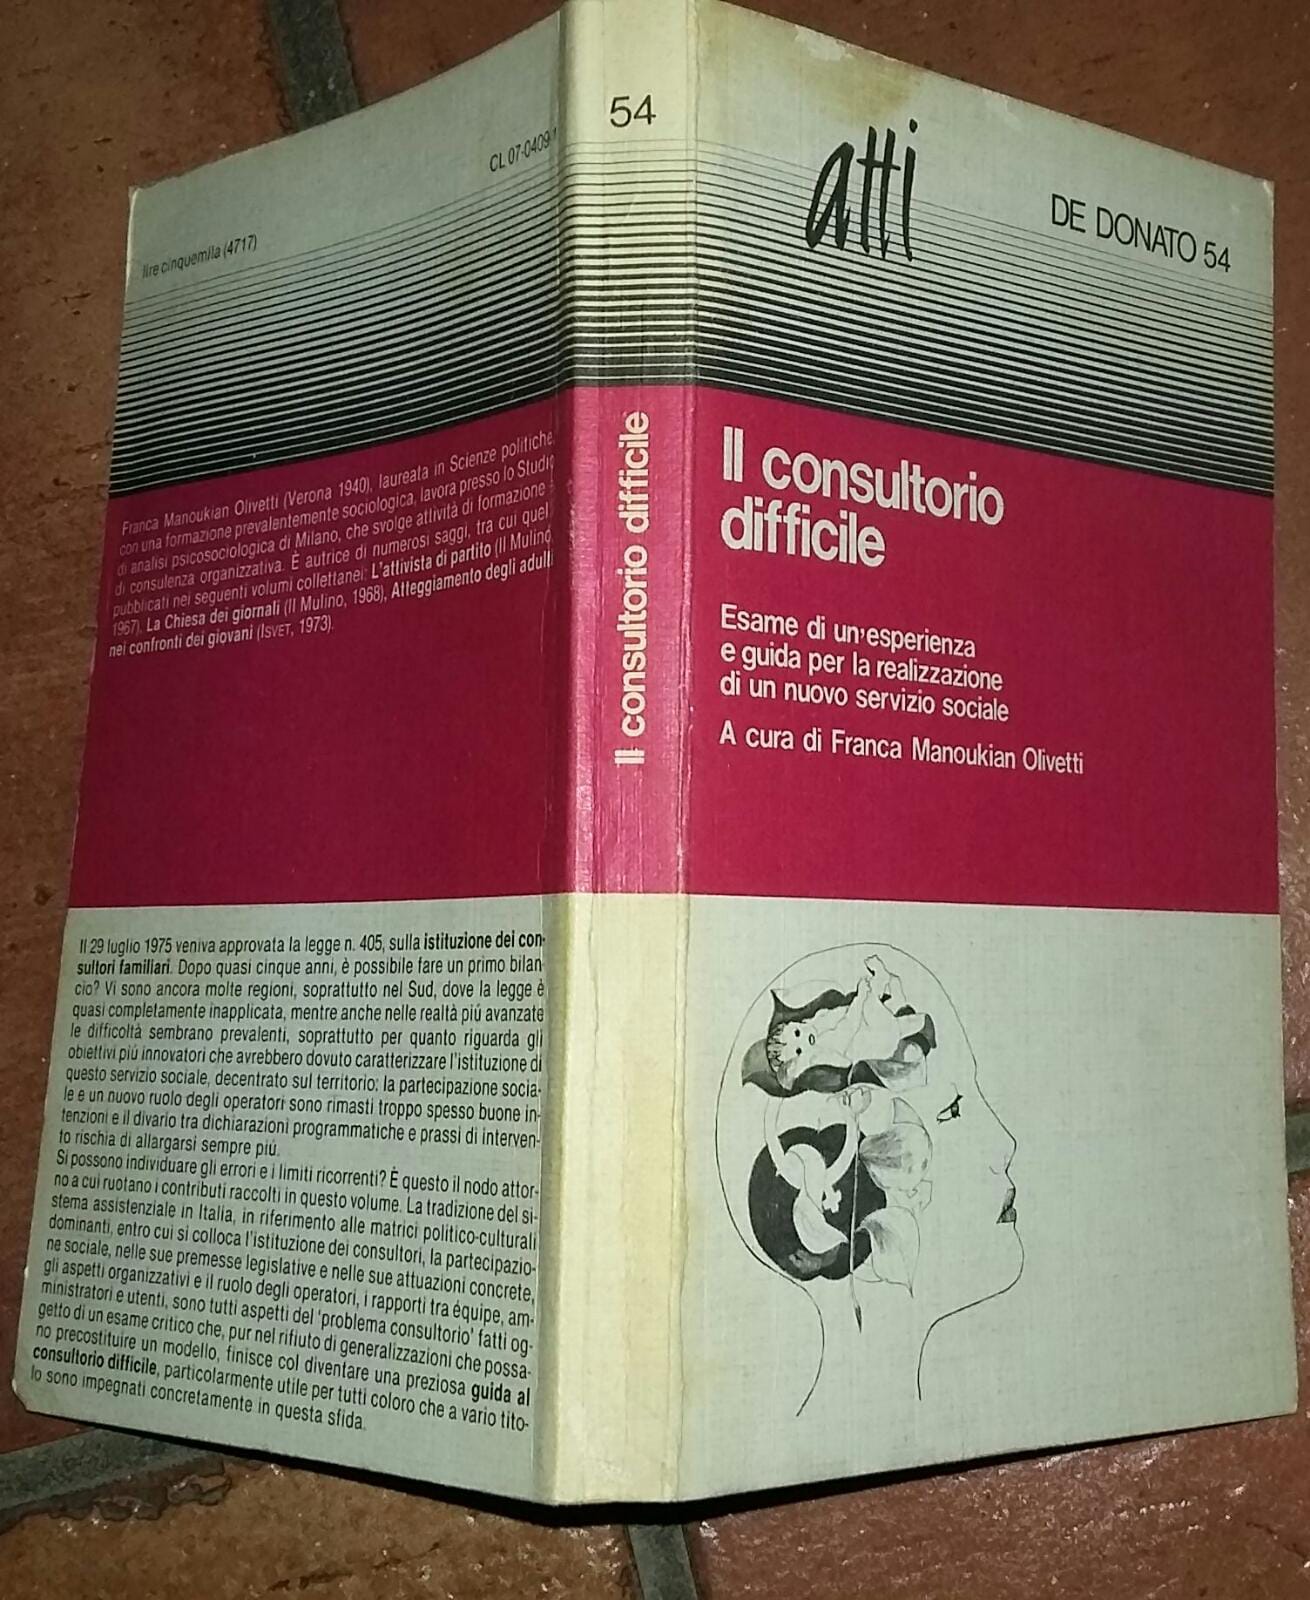 lire cinquemila (4717)
CL 07-0409-
Franca Manoukian Olivetti (Verona 1940), laureata in Scienze politiche
con una formazione prevalentemente sociologica, lavora presso lo Studio
di analisi psicosociologica di Milano, che svolge attività di formazione
di consulenza organizzativa. È autrice di numerosi saggi, tra cui quel
pubblicati nei seguenti volumi collettanei: L'attivista di partito (Il Mulino,
1967), La Chiesa dei giornali (Il Mulino, 1968), Atteggiamento degli adulti
nei confronti dei giovani (ISVET, 1973).
Il 29 luglio 1975 veniva approvata la legge n. 405, sulla istituzione dei con-
sultori familiari. Dopo quasi cinque anni, è possibile fare un primo bilan
cio? Vi sono ancora molte regioni, soprattutto nel Sud, dove la legge è
quasi completamente inapplicata, mentre anche nelle realtà piú avanzate
le difficoltà sembrano prevalenti, soprattutto per quanto riguarda gli
obiettivi piú innovatori che avrebbero dovuto caratterizzare l'istituzione di
questo servizio sociale, decentrato sul territorio: la partecipazione socia-
le e un nuovo ruolo degli operatori sono rimasti troppo spesso buone in-
tenzioni e il divario tra dichiarazioni programmatiche e prassi di interven-
to rischia di allargarsi sempre piú.
Si possono individuare gli errori e i limiti ricorrenti? È questo il nodo attor-
no a cui ruotano i contributi raccolti in questo volume. La tradizione del si-
stema assistenziale in Italia, in riferimento alle matrici politico-culturali
dominanti, entro cui si colloca l'istituzione dei consultori, la partecipazio-
ne sociale, nelle sue premesse legislative e nelle sue attuazioni concrete,
gli aspetti organizzativi e il ruolo degli operatori, i rapporti tra équipe, am-
ministratori e utenti, sono tutti aspetti del 'problema consultorio' fatti og-
getto di un esame critico che, pur nel rifiuto di generalizzazioni che possa-
no precostituire un modello, finisce col diventare una preziosa guida al
consultorio difficile, particolarmente utile per tutti coloro che a vario tito-
lo sono impegnati concretamente in questa sfida.
54
Il consultorio difficile
atti
DE DONATO 54
Il consultorio
difficile
Esame di un'esperienza
e guida per la realizzazione
di un nuovo servizio sociale
A cura di Franca Manoukian Olivetti